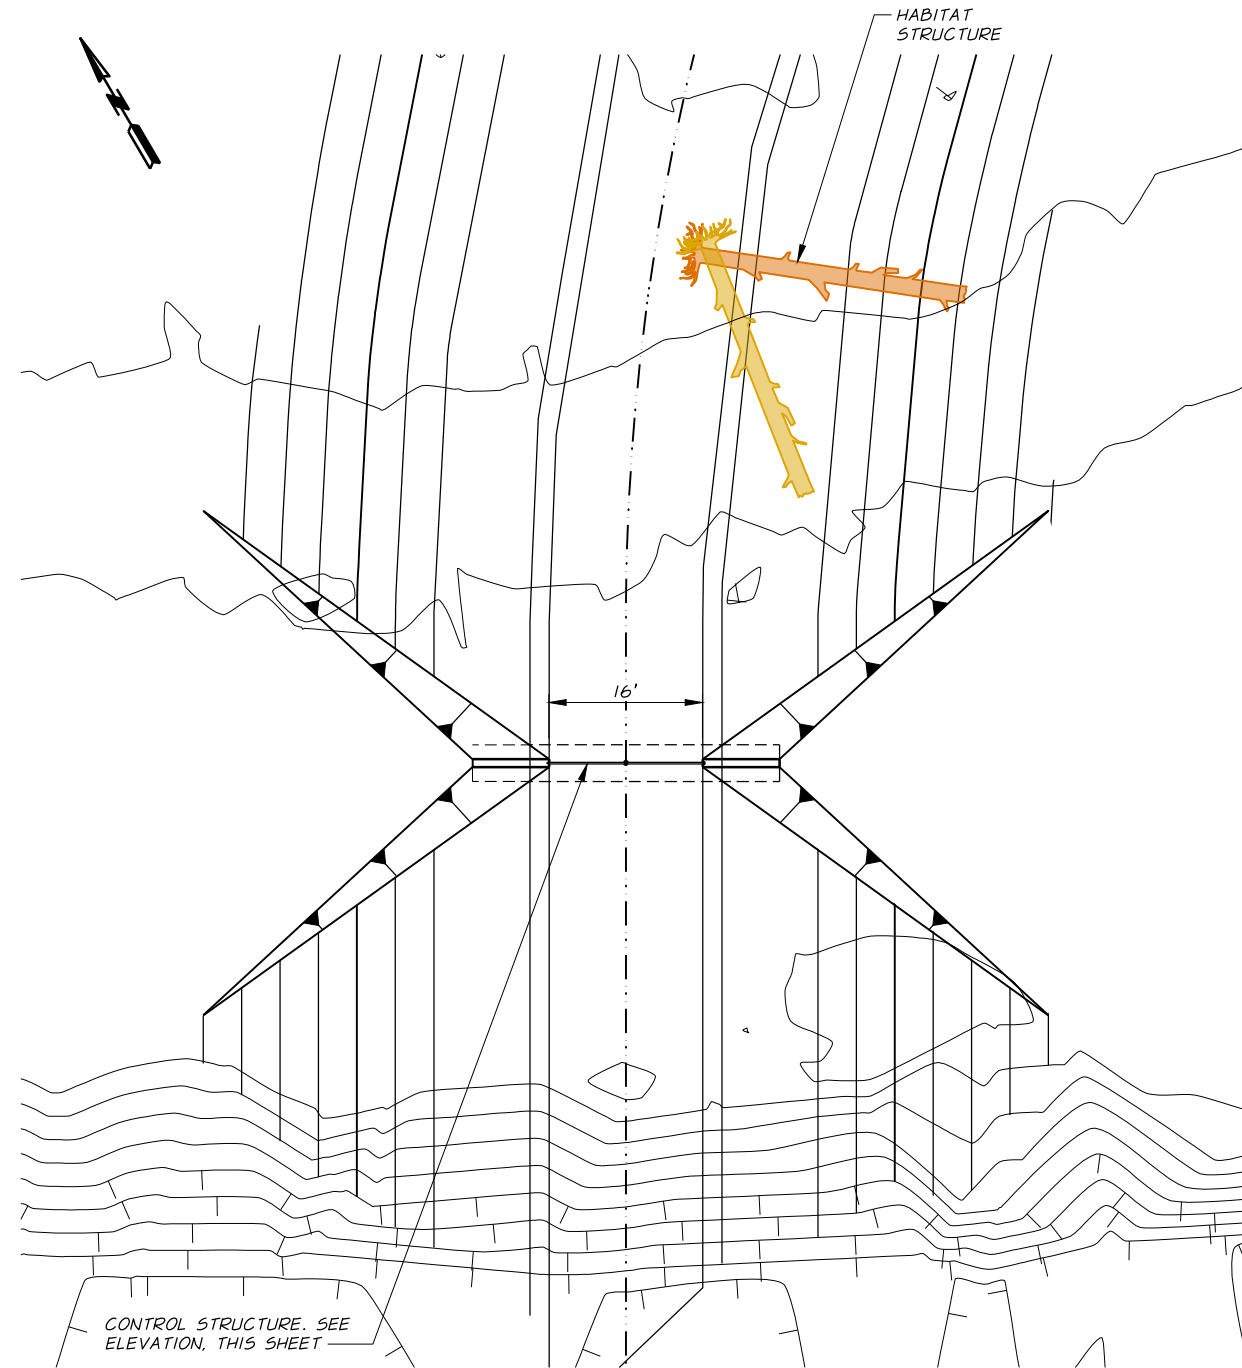 HABITAT
STRUCTURE
16'
CONTROL STRUCTURE. SEE
ELEVATION, THIS SHEET